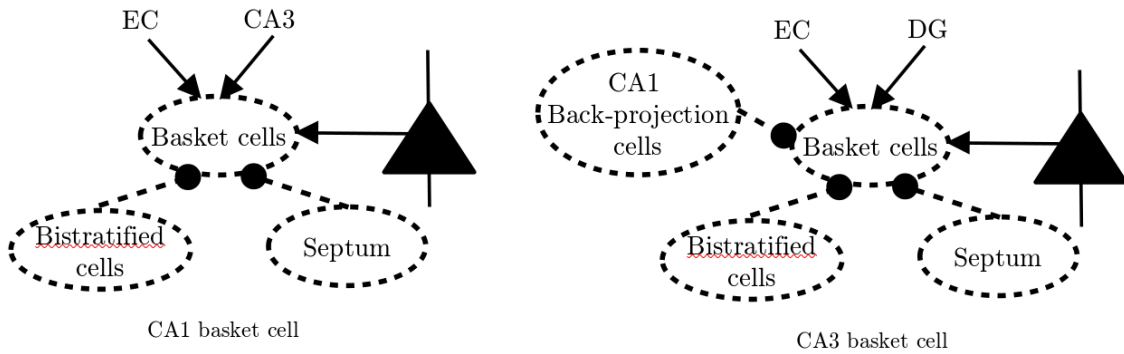 EC CA3
Basket cells
Bistratified
cells
Septum
CA1 basket cell
EC DG
CA1
Back-projection
cells
Basket cells
Bistratified
cells
Septum
CA3 basket cell